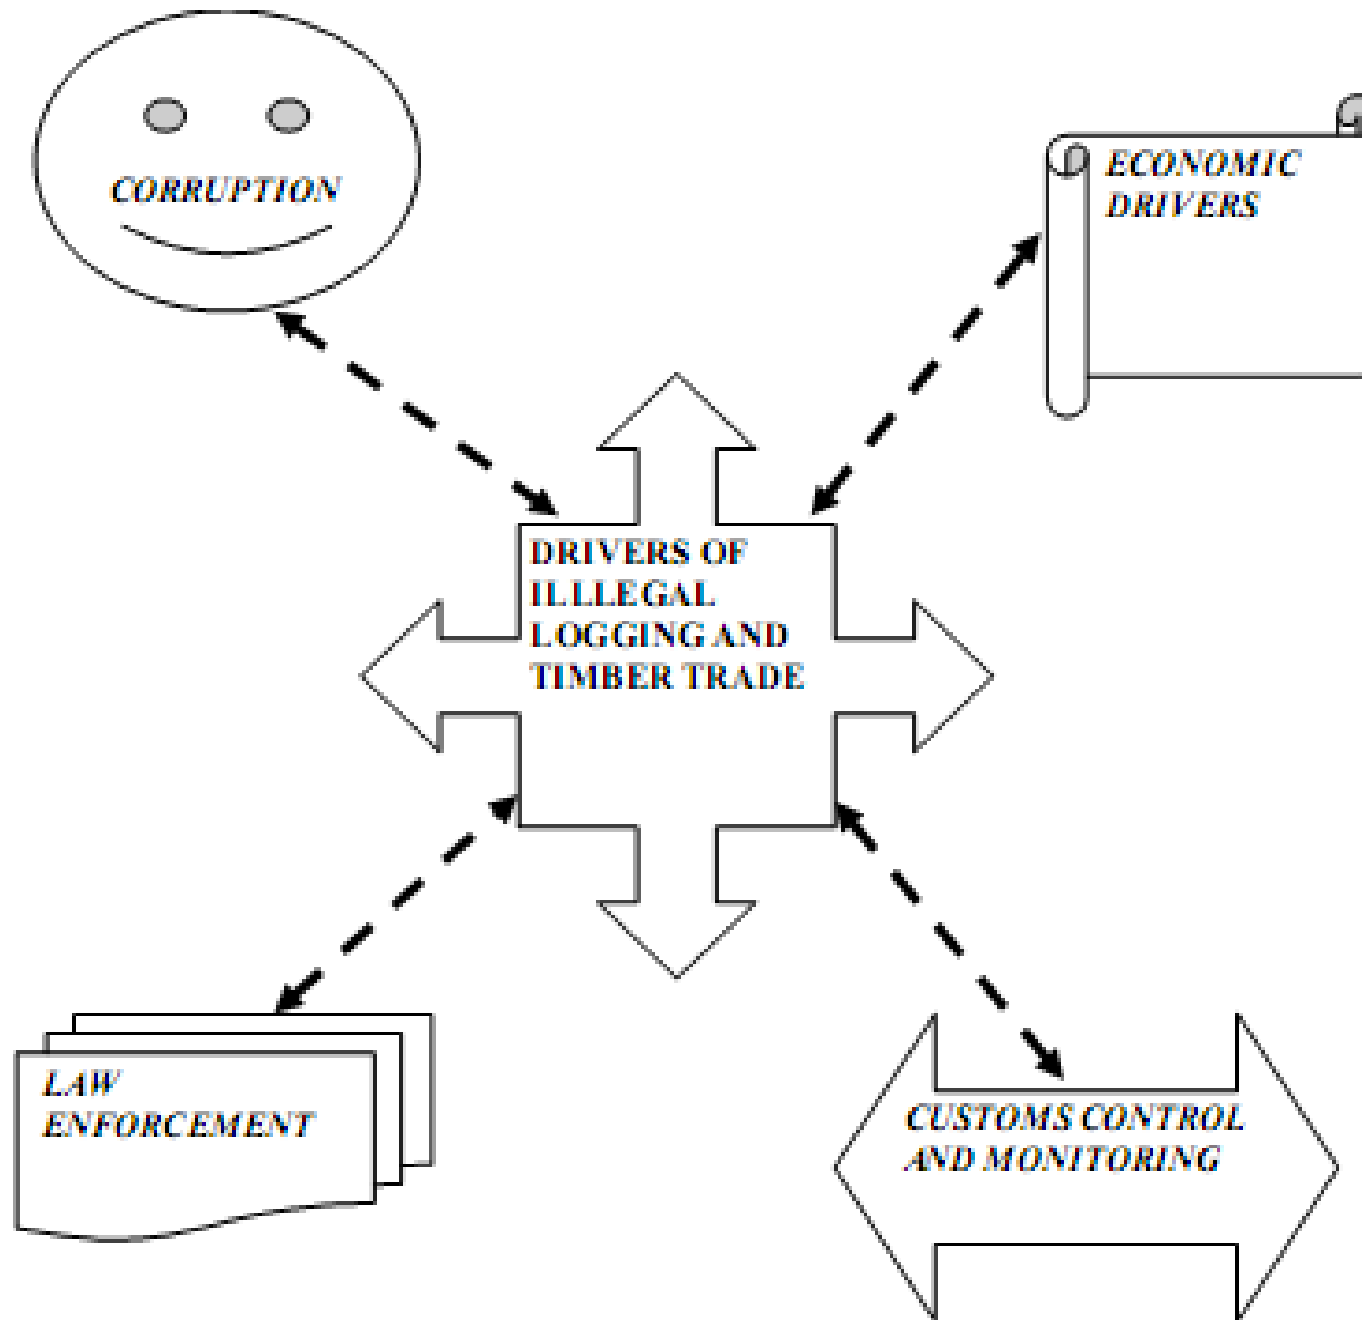 CORRUPTION
ECONOMIC
DRIVERS
DRIVERS OF
ILLLEGAL
LOGGING AND
TIMBER TRADE
LAW
ENFORCEMENT
CUSTOMS CONTROL
AND MONITORING